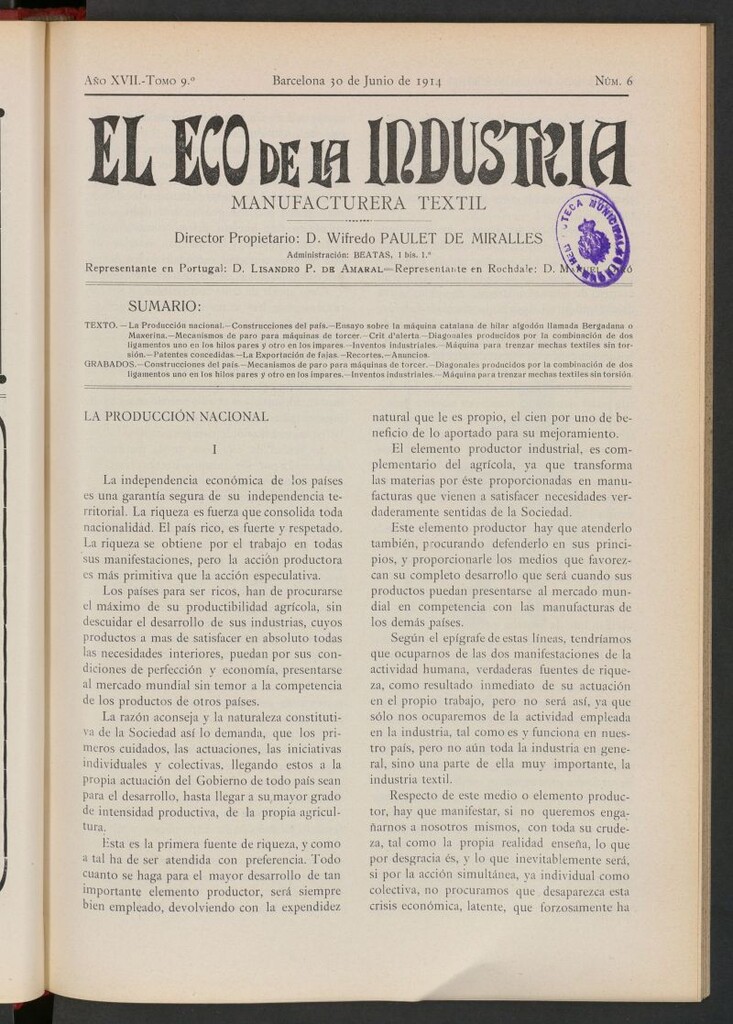 AÑO XVII.-TOMO 9.º Barcelona 30 de Junio de 1914 NÚM. 6
EL ECO DE LA INDUSTRIA
MANUFACTURERA TEXTIL
Director Propietario: D. Wifredo PAULET DE MIRALLES
Administración: BEATAS, 1 bis. 1.º
Representante en Portugal: D. LISANDRO P. DE AMARAL—Representante en Rochdale: D.
MUNICIPAL
SUMARIO:
TEXTO.—La Producción nacional.—Construcciones del país.—Ensayo sobre la máquina catalana de hilar algodón llamada Bergadana o
Maxerina.—Mecanismos de paro para máquinas de torcer.—Crit d'alerta—Diagonales producidos por la combinación de dos
ligamentos uno en los hilos pares y otro en los impares.—Inventos industriales.—Máquina para trenzar mechas textiles sin tor-
sión.—Patentes concedidas.—La Exportación de fajas.—Recortes.—Anuncios.
GRABADOS.—Construcciones del país.—Mecanismos de paro para máquinas de torcer.—Diagonales producidos por la combinación de dos
ligamentos uno en los hilos pares y otro en los impares.—Inventos industriales.—Máquina para trenzar mechas textiles sin torsión.
LA PRODUCCIÓN NACIONAL
I
La independencia económica de los países
es una garantía segura de su independencia te-
rritorial. La riqueza es fuerza que consolida toda
nacionalidad. El país rico, es fuerte y respetado.
La riqueza se obtiene por el trabajo en todas
sus manifestaciones, pero la acción productora
es más primitiva que la acción especulativa.
Los países para ser ricos, han de procurarse
el máximo de su productibilidad agrícola, sin
descuidar el desarrollo de sus industrias, cuyos
productos a mas de satisfacer en absoluto todas
las necesidades interiores, puedan por sus con-
diciones de perfección y economía, presentarse
al mercado mundial sin temor a la competencia
de los productos de otros países.
La razón aconseja y la naturaleza constituti-
va de la Sociedad así lo demanda, que los pri-
meros cuidados, las actuaciones, las iniciativas
individuales y colectivas, llegando estos a la
propia actuación del Gobierno de todo país sean
para el desarrollo, hasta llegar a su mayor grado
de intensidad productiva, de la propia agricul-
tura.
Esta es la primera fuente de riqueza, y como
a tal ha de ser atendida con preferencia. Todo
cuanto se haga para el mayor desarrollo de tan
importante elemento productor, será siempre
bien empleado, devolviendo con la expendidez
natural que le es propio, el cien por uno de be-
neficio de lo aportado para su mejoramiento.
El elemento productor industrial, es com-
plementario del agrícola, ya que transforma
las materias por éste proporcionadas en manu-
facturas que vienen a satisfacer necesidades ver-
daderamente sentidas de la Sociedad.
Este elemento productor hay que atenderlo
también, procurando defenderlo en sus princi-
pios, y proporcionarle los medios que favorez-
can su completo desarrollo que será cuando sus
productos puedan presentarse al mercado mun-
dial en competencia con las manufacturas de
los demás países.
Según el epígrafe de estas líneas, tendríamos
que ocuparnos de las dos manifestaciones de la
actividad humana, verdaderas fuentes de rique-
za, como resultado inmediato de su actuación
en el propio trabajo, pero no será así, ya que
sólo nos ocuparemos de la actividad empleada
en la industria, tal como es y funciona en nues-
tro país, pero no aún toda la industria en gene-
ral, sino una parte de ella muy importante, la
industria textil.
Respecto de este medio o elemento produc-
tor, hay que manifestar, si no queremos enga-
ñarnos a nosotros mismos, con toda su crude-
za, tal como la propia realidad enseña, lo que
por desgracia és, y lo que inevitablemente será,
si por la acción simultánea, ya individual como
colectiva, no procuramos que desaparezca esta
crisis económica, latente, que forzosamente ha